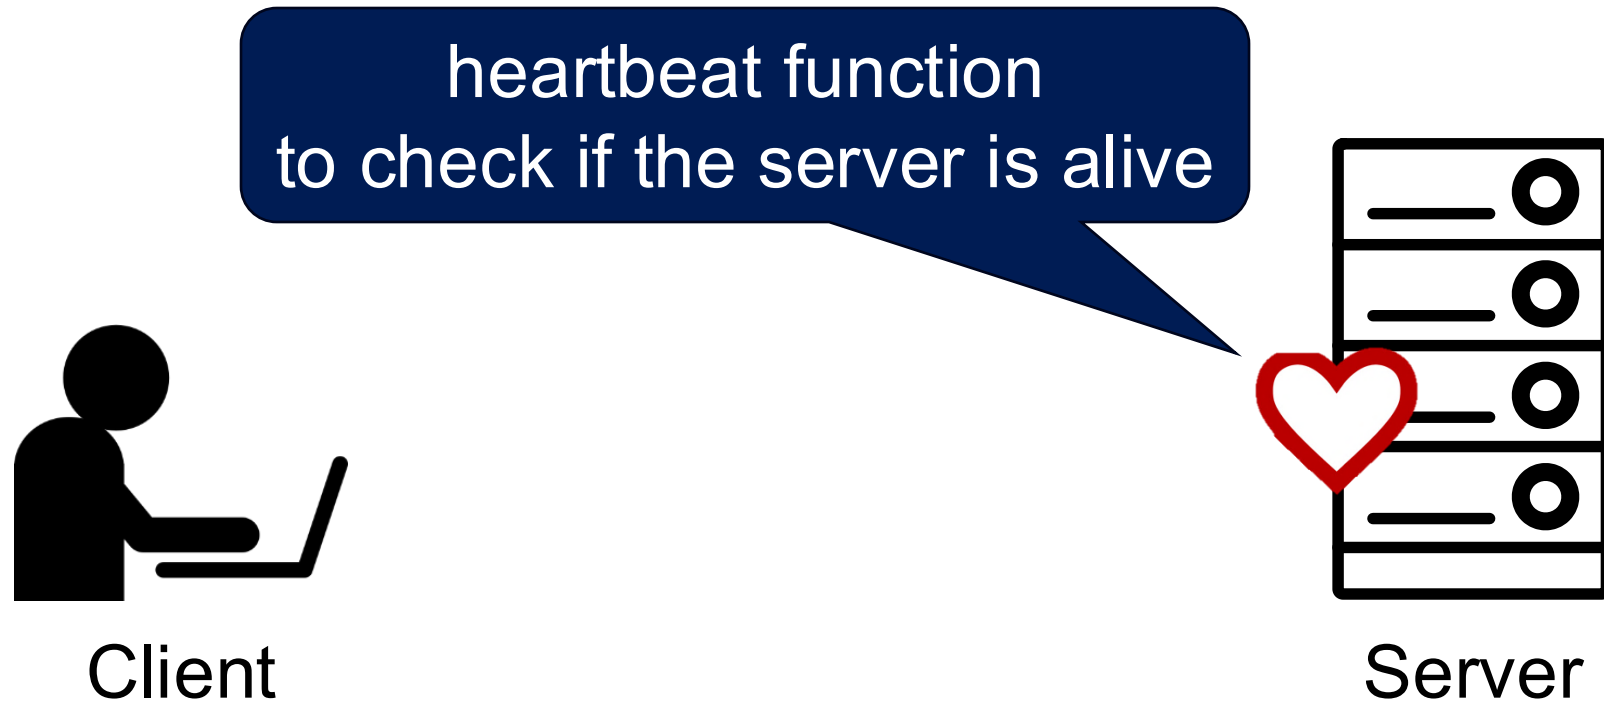 heartbeat function
to check if the server is alive
Client
Server